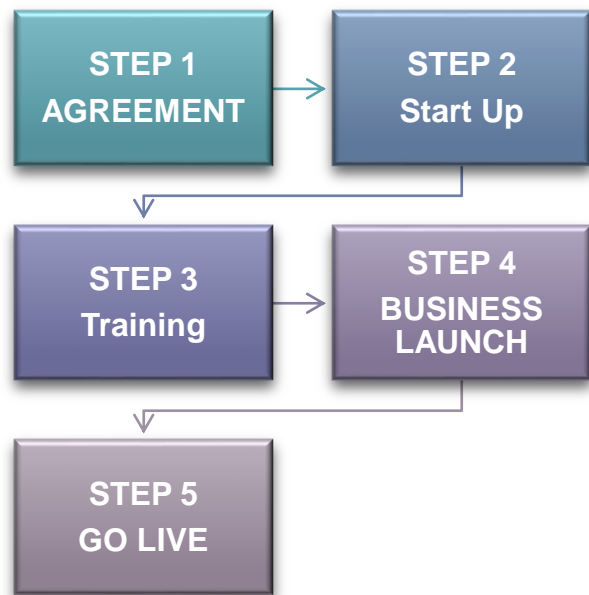 STEP 1
AGREEMENT
STEP 2
Start Up
STEP 3
Training
STEP 4
BUSINESS
LAUNCH
STEP 5
GO LIVE